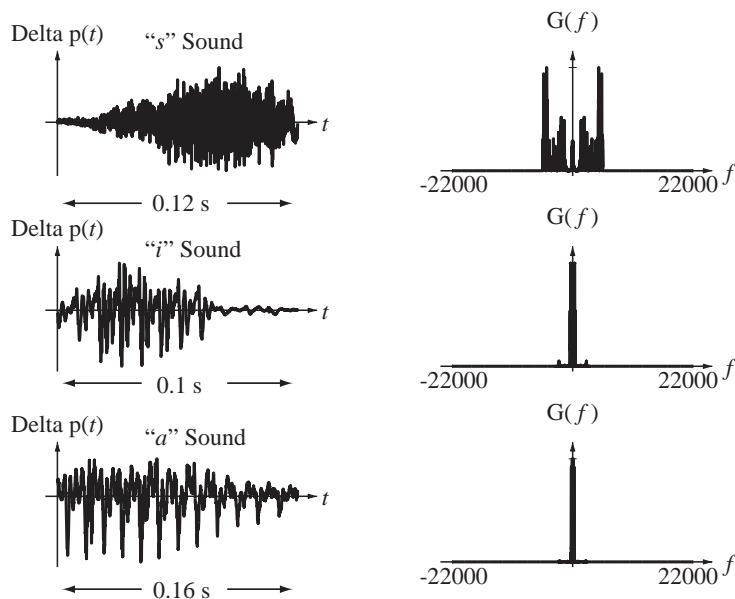 Delta p(t)
“s” Sound
t
0.12 s
G(f)
-22000
22000
f
Delta p(t)
“i” Sound
t
0.1 s
G(f)
-22000
22000
f
Delta p(t)
“a” Sound
t
0.16 s
G(f)
-22000
22000
f